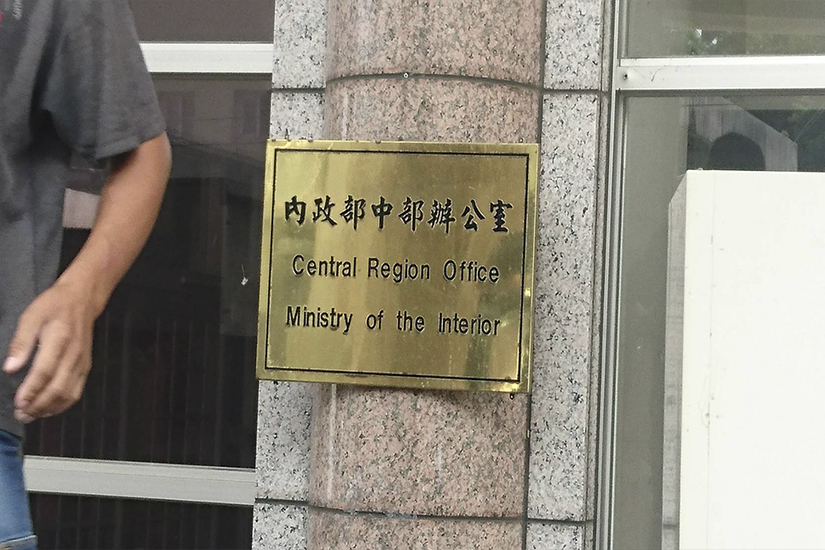 內政部中部辦公室
Central Region Office
Ministry of the Interior